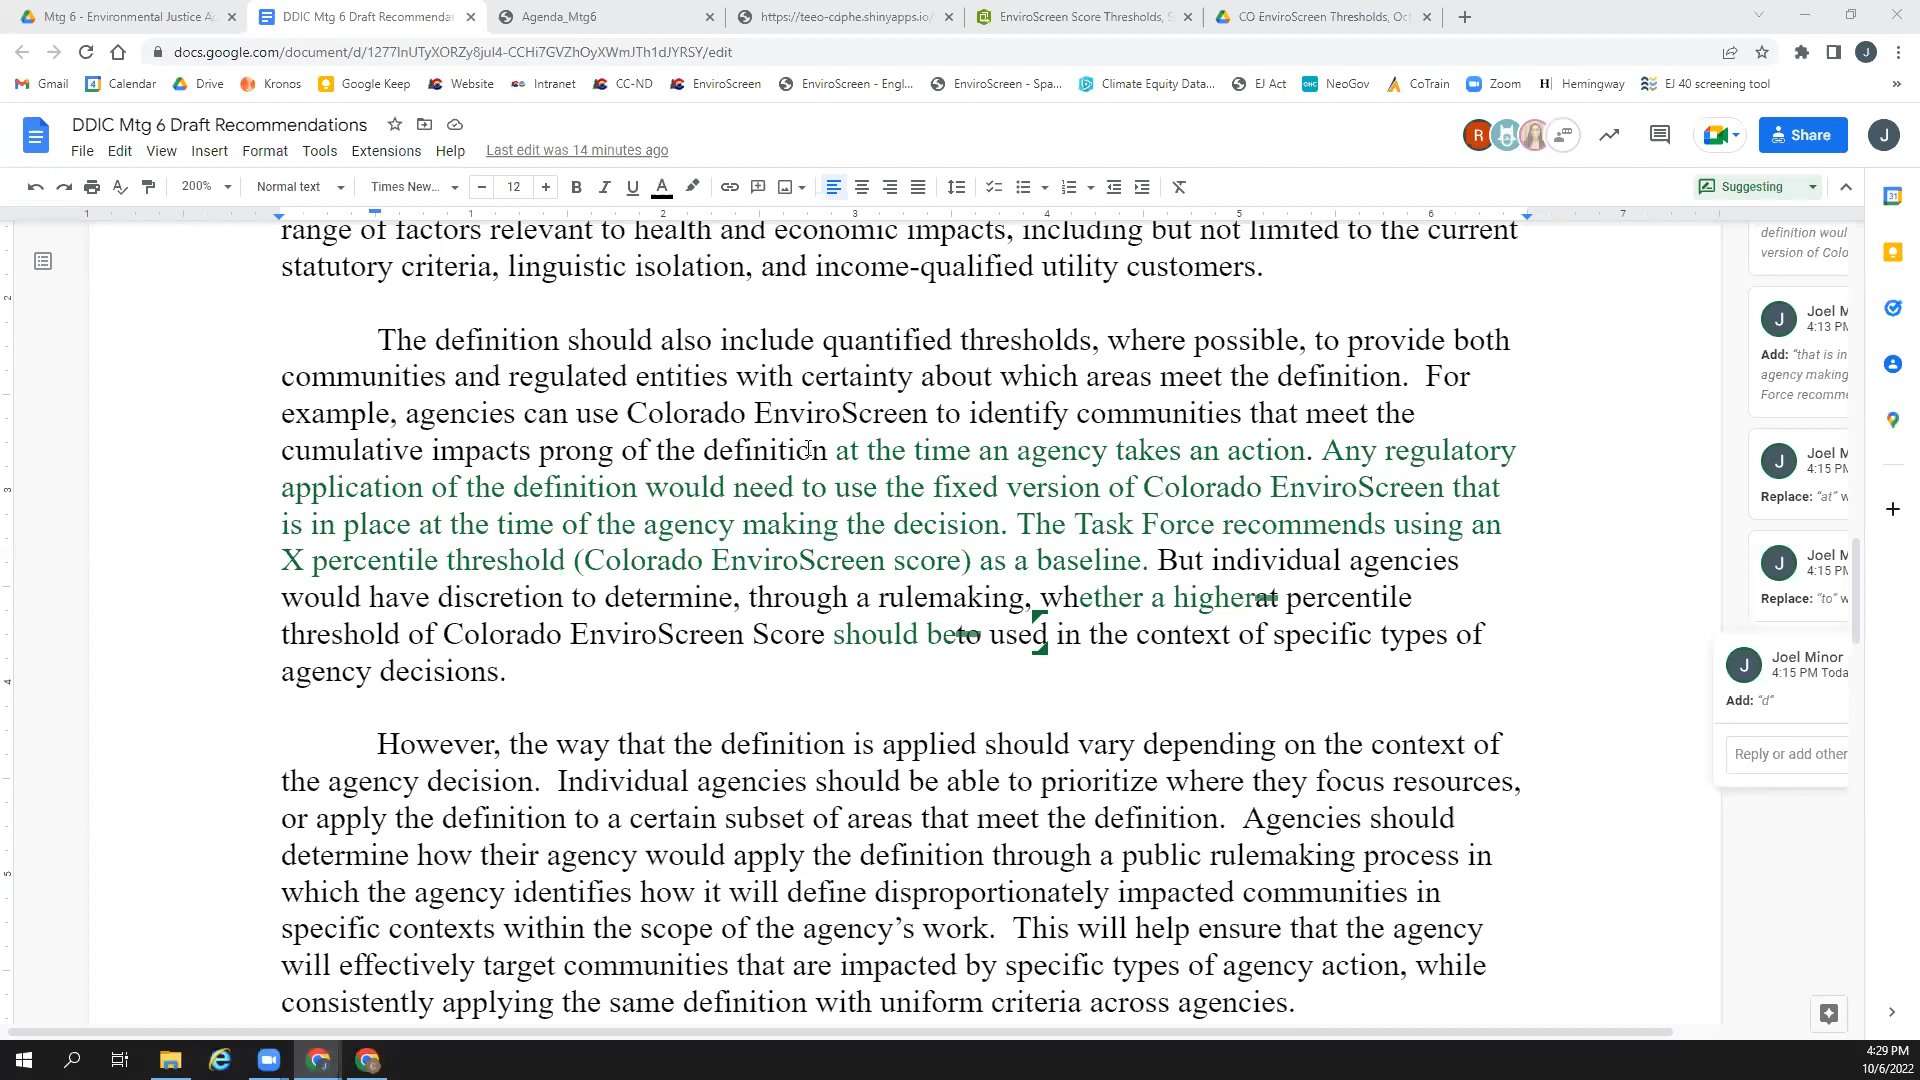 Mtg 6 - Environmental Justice A
DDIC Mtg 6 Draft Recommenda
Agenda_Mtg6
https://teeo-cdphe.shinyapps.io/
EnviroScreen Score Thresholds, S
CO EnviroScreen Thresholds, Oct
docs.google.com/document/d/1277lnUTyXORZy8jul4-CCHi7GVZhOyXWmJTh1dJYRSY/edit
Gmail
Calendar
Drive
Kronos
Google Keep
Website
Intranet
CC-ND
EnviroScreen
EnviroScreen - Engl...
EnviroScreen - Spa...
Climate Equity Data...
EJ Act
NeoGov
CoTrain
Zoom
Hemingway
EJ 40 screening tool
DDIC Mtg 6 Draft Recommendations
File Edit View Insert Format Tools Extensions Help Last edit was 14 minutes ago
R
Share
J
200% Normal text Times New... 12
Suggesting
1 1 2 3 4 5 6 7
range of factors relevant to health and economic impacts, including but not limited to the current
statutory criteria, linguistic isolation, and income-qualified utility customers.
The definition should also include quantified thresholds, where possible, to provide both
communities and regulated entities with certainty about which areas meet the definition. For
example, agencies can use Colorado EnviroScreen to identify communities that meet the
cumulative impacts prong of the definition at the time an agency takes an action. Any regulatory
application of the definition would need to use the fixed version of Colorado EnviroScreen that
is in place at the time of the agency making the decision. The Task Force recommends using an
X percentile threshold (Colorado EnviroScreen score) as a baseline. But individual agencies
would have discretion to determine, through a rulemaking, whether a higherat percentile
threshold of Colorado EnviroScreen Score should beto used in the context of specific types of
agency decisions.
However, the way that the definition is applied should vary depending on the context of
the agency decision. Individual agencies should be able to prioritize where they focus resources,
or apply the definition to a certain subset of areas that meet the definition. Agencies should
determine how their agency would apply the definition through a public rulemaking process in
which the agency identifies how it will define disproportionately impacted communities in
specific contexts within the scope of the agency’s work. This will help ensure that the agency
will effectively target communities that are impacted by specific types of agency action, while
consistently applying the same definition with uniform criteria across agencies.
definition woul
version of Colo
J
Joel M
4:13 PM
Add: “that is in
agency making
Force recomme
J
Joel M
4:15 PM
Replace: “at” w
J
Joel M
4:15 PM
Replace: “to” w
J
Joel Minor
4:15 PM Toda
Add: “d”
Reply or add other
4:29 PM
10/6/2022